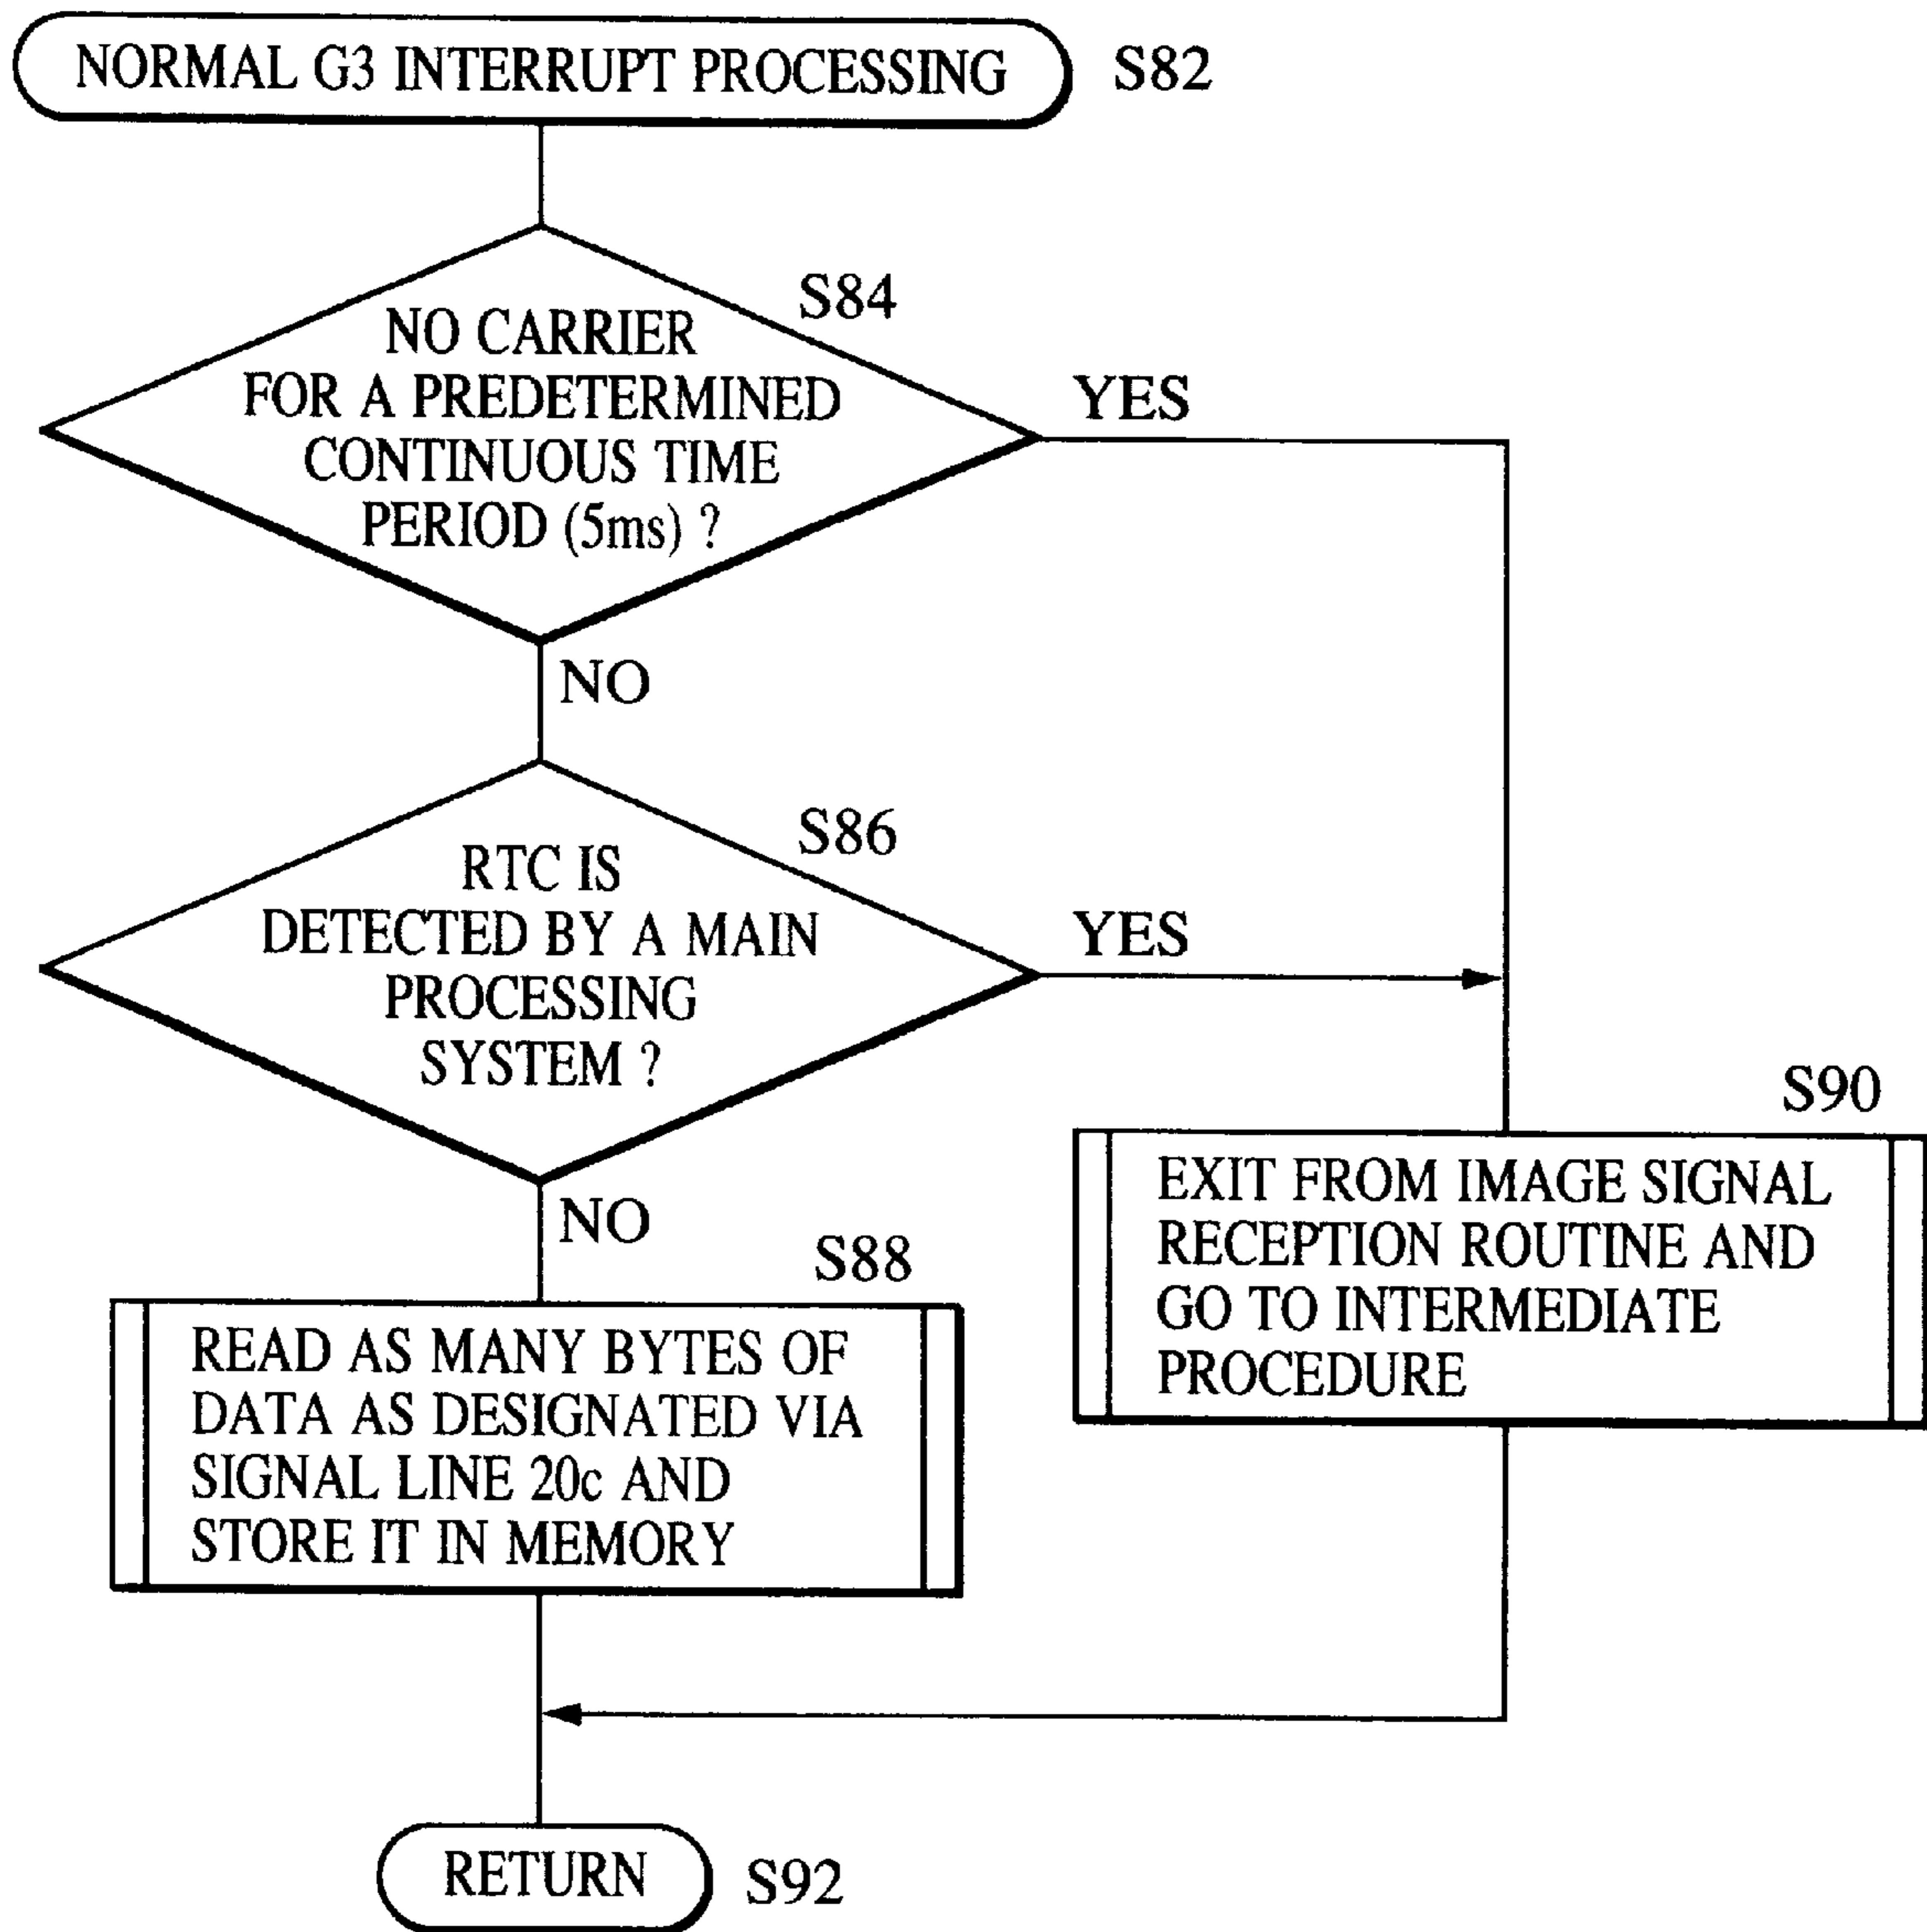 NORMAL G3 INTERRUPT PROCESSING
S82
S84
NO CARRIER
FOR A PREDETERMINED
CONTINUOUS TIME
PERIOD (5ms) ?
YES
NO
S86
RTC IS
DETECTED BY A MAIN
PROCESSING
SYSTEM ?
YES
NO
S88
READ AS MANY BYTES OF
DATA AS DESIGNATED VIA
SIGNAL LINE 20c AND
STORE IT IN MEMORY
S90
EXIT FROM IMAGE SIGNAL
RECEPTION ROUTINE AND
GO TO INTERMEDIATE
PROCEDURE
RETURN
S92